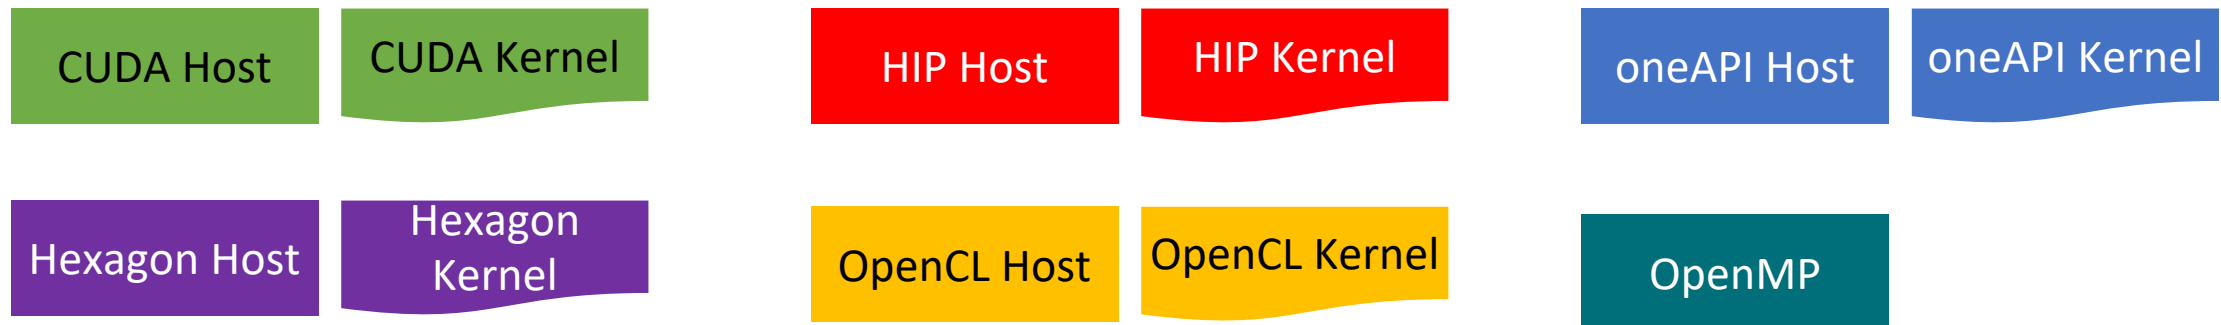 CUDA Host
CUDA Kernel
HIP Host
HIP Kernel
oneAPI Host
oneAPI Kernel
Hexagon Host
Hexagon
Kernel
OpenCL Host
OpenCL Kernel
OpenMP